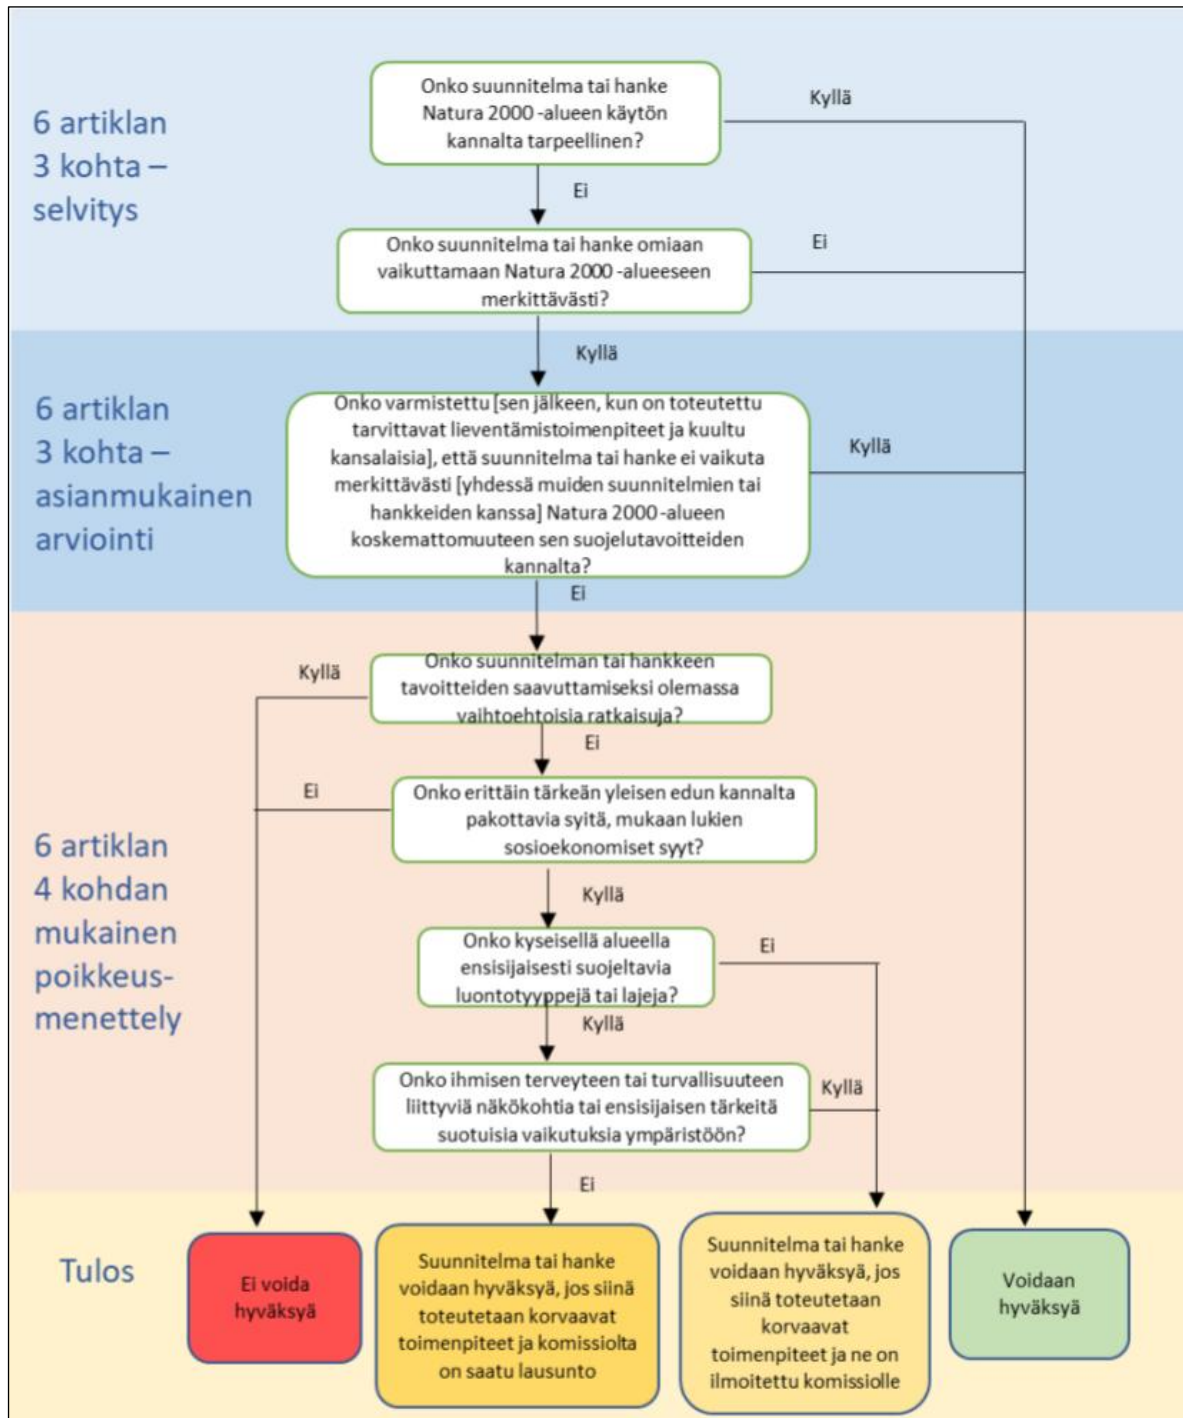 6 artiklan
3 kohta –
selvitys
Onko suunnitelma tai hanke
Natura 2000 -alueen käytön
kannalta tarpeellinen?
Kyllä
Ei
Onko suunnitelma tai hanke omiaan
vaikuttamaan Natura 2000 -alueeseen
merkittävästi?
Ei
Kyllä
6 artiklan
3 kohta –
asianmukainen
arviointi
Onko varmistettu [sen jälkeen, kun on toteutettu
tarvittavat lieventämistoimenpiteet ja kuultu
kansalaisia], että suunnitelma tai hanke ei vaikuta
merkittävästi [yhdessä muiden suunnitelmien tai
hankkeiden kanssa] Natura 2000 -alueen
koskemattomuuteen sen suojelutavoitteiden
kannalta?
Kyllä
Ei
6 artiklan
4 kohdan
mukainen
poikkeus-
menettely
Onko suunnitelman tai hankkeen
tavoitteiden saavuttamiseksi olemassa
vaihtoehtoisia ratkaisuja?
Kyllä
Ei
Onko erittäin tärkeän yleisen edun kannalta
pakottavia syitä, mukaan lukien
sosioekonomiset syyt?
Ei
Kyllä
Onko kyseisellä alueella
ensisijaisesti suojeltavia
luontotyyppejä tai lajeja?
Ei
Kyllä
Onko ihmisen terveyteen tai turvallisuuteen
liittyviä näkökohtia tai ensisijaisen tärkeitä
suotuisia vaikutuksia ympäristöön?
Kyllä
Ei
Tulos
Ei voida
hyväksyä
Suunnitelma tai hanke
voidaan hyväksyä, jos siinä
toteutetaan korvaavat
toimenpiteet ja komissiolta
on saatu lausunto
Suunnitelma tai hanke
voidaan hyväksyä, jos
siinä toteutetaan
korvaavat
toimenpiteet ja ne on
ilmoitettu komissiolle
Voidaan
hyväksyä